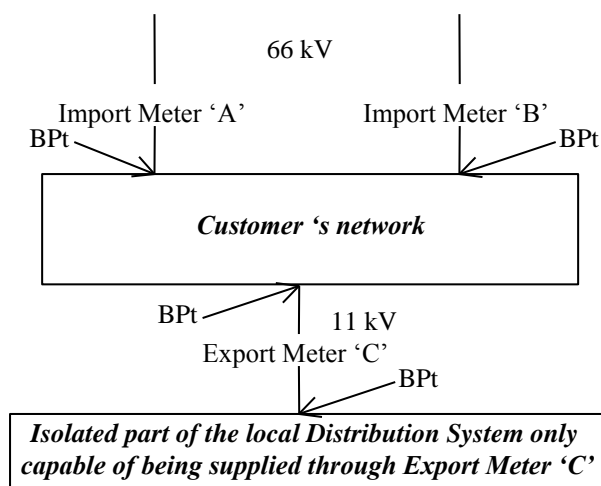 66 kV
Import Meter ‘A’
Import Meter ‘B’
BPt
BPt
Customer ‘s network
BPt
11 kV
Export Meter ‘C’
BPt
Isolated part of the local Distribution System only
capable of being supplied through Export Meter ‘C’